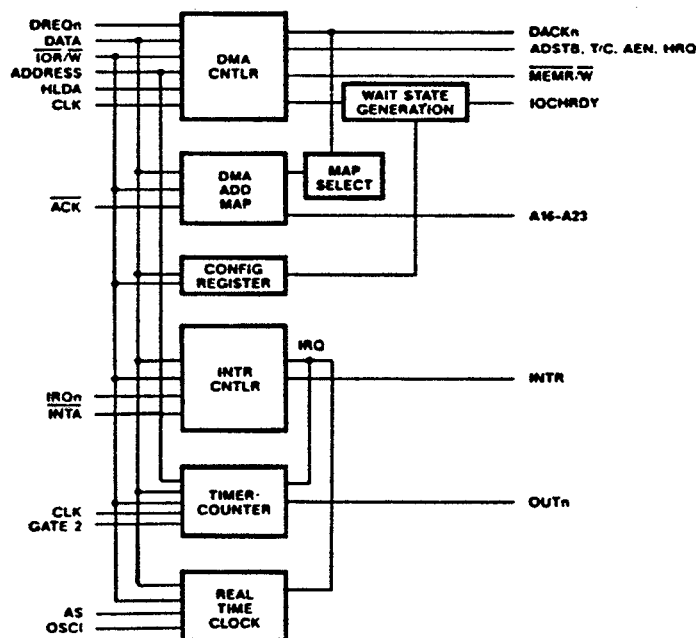 DREQn
DATA
IOR/W
ADDRESS
HLDA
CLK
DMA
CNTLR
DACKn
ADSTB, T/C, AEN, HRQ
MEMR/W
WAIT STATE
GENERATION
IOCHRDY
ACK
DMA
ADD
MAP
MAP
SELECT
A16-A23
CONFIG
REGISTER
IRQ
INTR
CNTLR
INTR
IRQn
INTA
TIMER-
COUNTER
OUTn
CLK
GATE 2
REAL
TIME
CLOCK
AS
OSCI